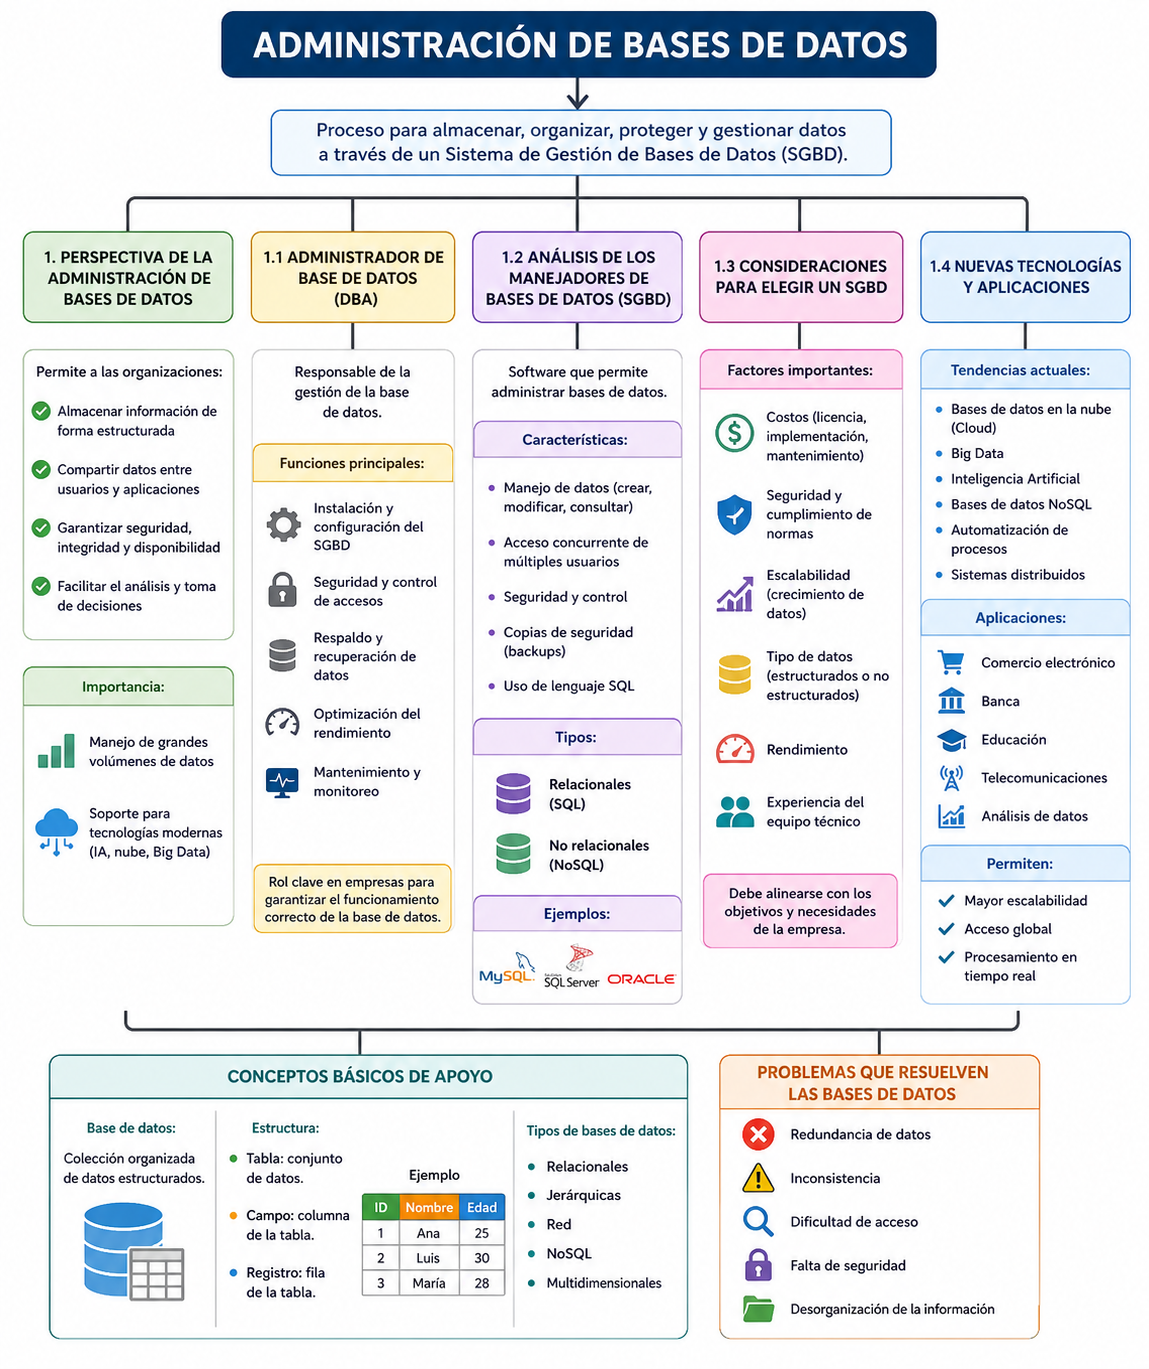 ADMINISTRACIÓN DE BASES DE DATOS
Proceso para almacenar, organizar, proteger y gestionar datos
a través de un Sistema de Gestión de Bases de Datos (SGBD).
1. PERSPECTIVA DE LA
ADMINISTRACIÓN DE
BASES DE DATOS
Permite a las organizaciones:
Almacenar información de
forma estructurada
Compartir datos entre
usuarios y aplicaciones
Garantizar seguridad,
integridad y disponibilidad
Facilitar el análisis y toma
de decisiones
Importancia:
Manejo de grandes
volúmenes de datos
Soporte para
tecnologías modernas
(IA, nube, Big Data)
1.1 ADMINISTRADOR DE
BASE DE DATOS
(DBA)
Responsable de la
gestión de la base
de datos.
Funciones principales:
Instalación y
configuración del
SGBD
Seguridad y control
de accesos
Respaldo y
recuperación de
datos
Optimización del
rendimiento
Mantenimiento y
monitoreo
Rol clave en empresas para
garantizar el funcionamiento
correcto de la base de datos.
1.2 ANÁLISIS DE LOS
MANEJADORES DE
BASES DE DATOS (SGBD)
Software que permite
administrar bases de datos.
Características:
Manejo de datos (crear,
modificar, consultar)
Acceso concurrente de
múltiples usuarios
Seguridad y control
Copias de seguridad
(backups)
Uso de lenguaje SQL
Tipos:
Relacionales
(SQL)
No relacionales
(NoSQL)
Ejemplos:
MySQL
SQL Server
ORACLE
1.3 CONSIDERACIONES
PARA ELEGIR UN SGBD
Factores importantes:
Costos (licencia,
implementación,
mantenimiento)
Seguridad y
cumplimiento de
normas
Escalabilidad
(crecimiento de
datos)
Tipo de datos
(estructurados o no
estructurados)
Rendimiento
Experiencia del
equipo técnico
Debe alinearse con los
objetivos y necesidades
de la empresa.
1.4 NUEVAS TECNOLOGÍAS
Y APLICACIONES
Tendencias actuales:
Bases de datos en la nube
(Cloud)
Big Data
Inteligencia Artificial
Bases de datos NoSQL
Automatización de
procesos
Sistemas distribuidos
Aplicaciones:
Comercio electrónico
Banca
Educación
Telecomunicaciones
Análisis de datos
Permiten:
Mayor escalabilidad
Acceso global
Procesamiento en
tiempo real
CONCEPTOS BÁSICOS DE APOYO
Base de datos:
Colección organizada
de datos estructurados.
Estructura:
Tabla: conjunto
de datos.
Campo: columna
de la tabla.
Registro: fila
de la tabla.
Ejemplo
ID Nombre Edad
1 Ana 25
2 Luis 30
3 María 28
Tipos de bases de datos:
Relacionales
Jerárquicas
Red
NoSQL
Multidimensionales
PROBLEMAS QUE RESUELVEN
LAS BASES DE DATOS
Redundancia de datos
Inconsistencia
Dificultad de acceso
Falta de seguridad
Desorganización de la información